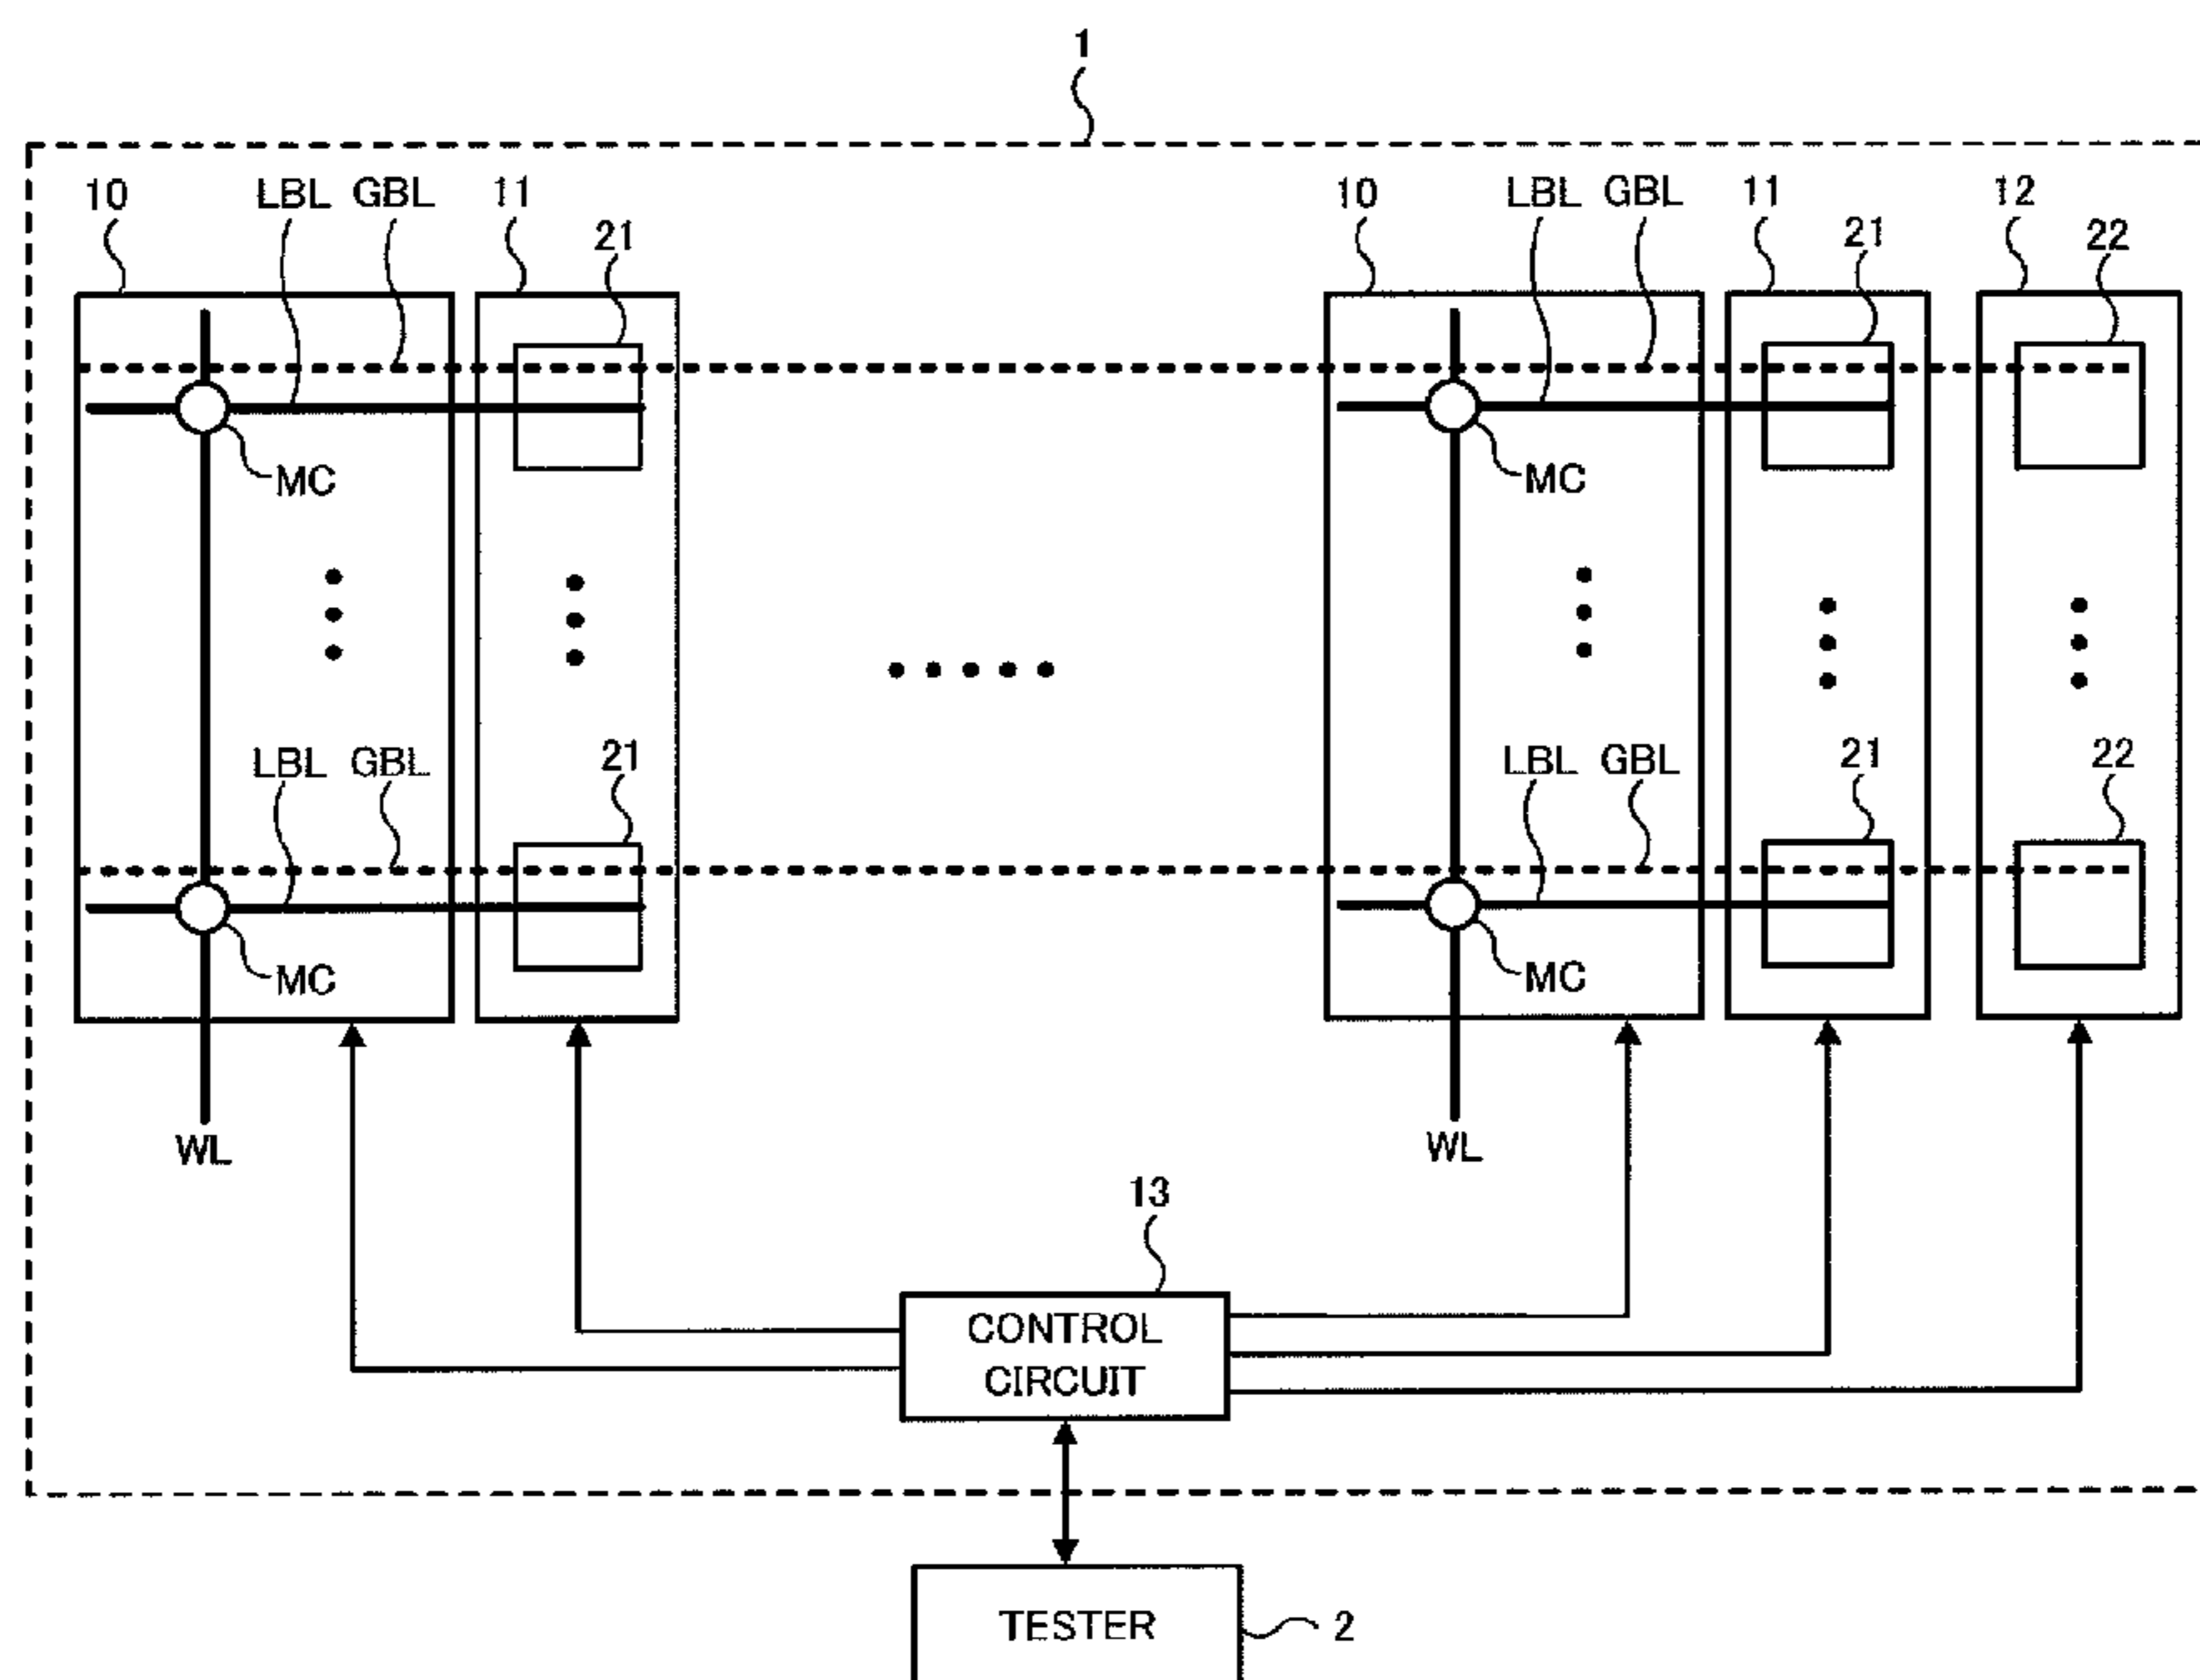 1
10 LBL GBL 11 10 LBL GBL 11 12
21 21 22
MC MC
MC MC
LBL GBL 21 LBL GBL 21 22
WL WL
13
CONTROL
CIRCUIT
TESTER 2